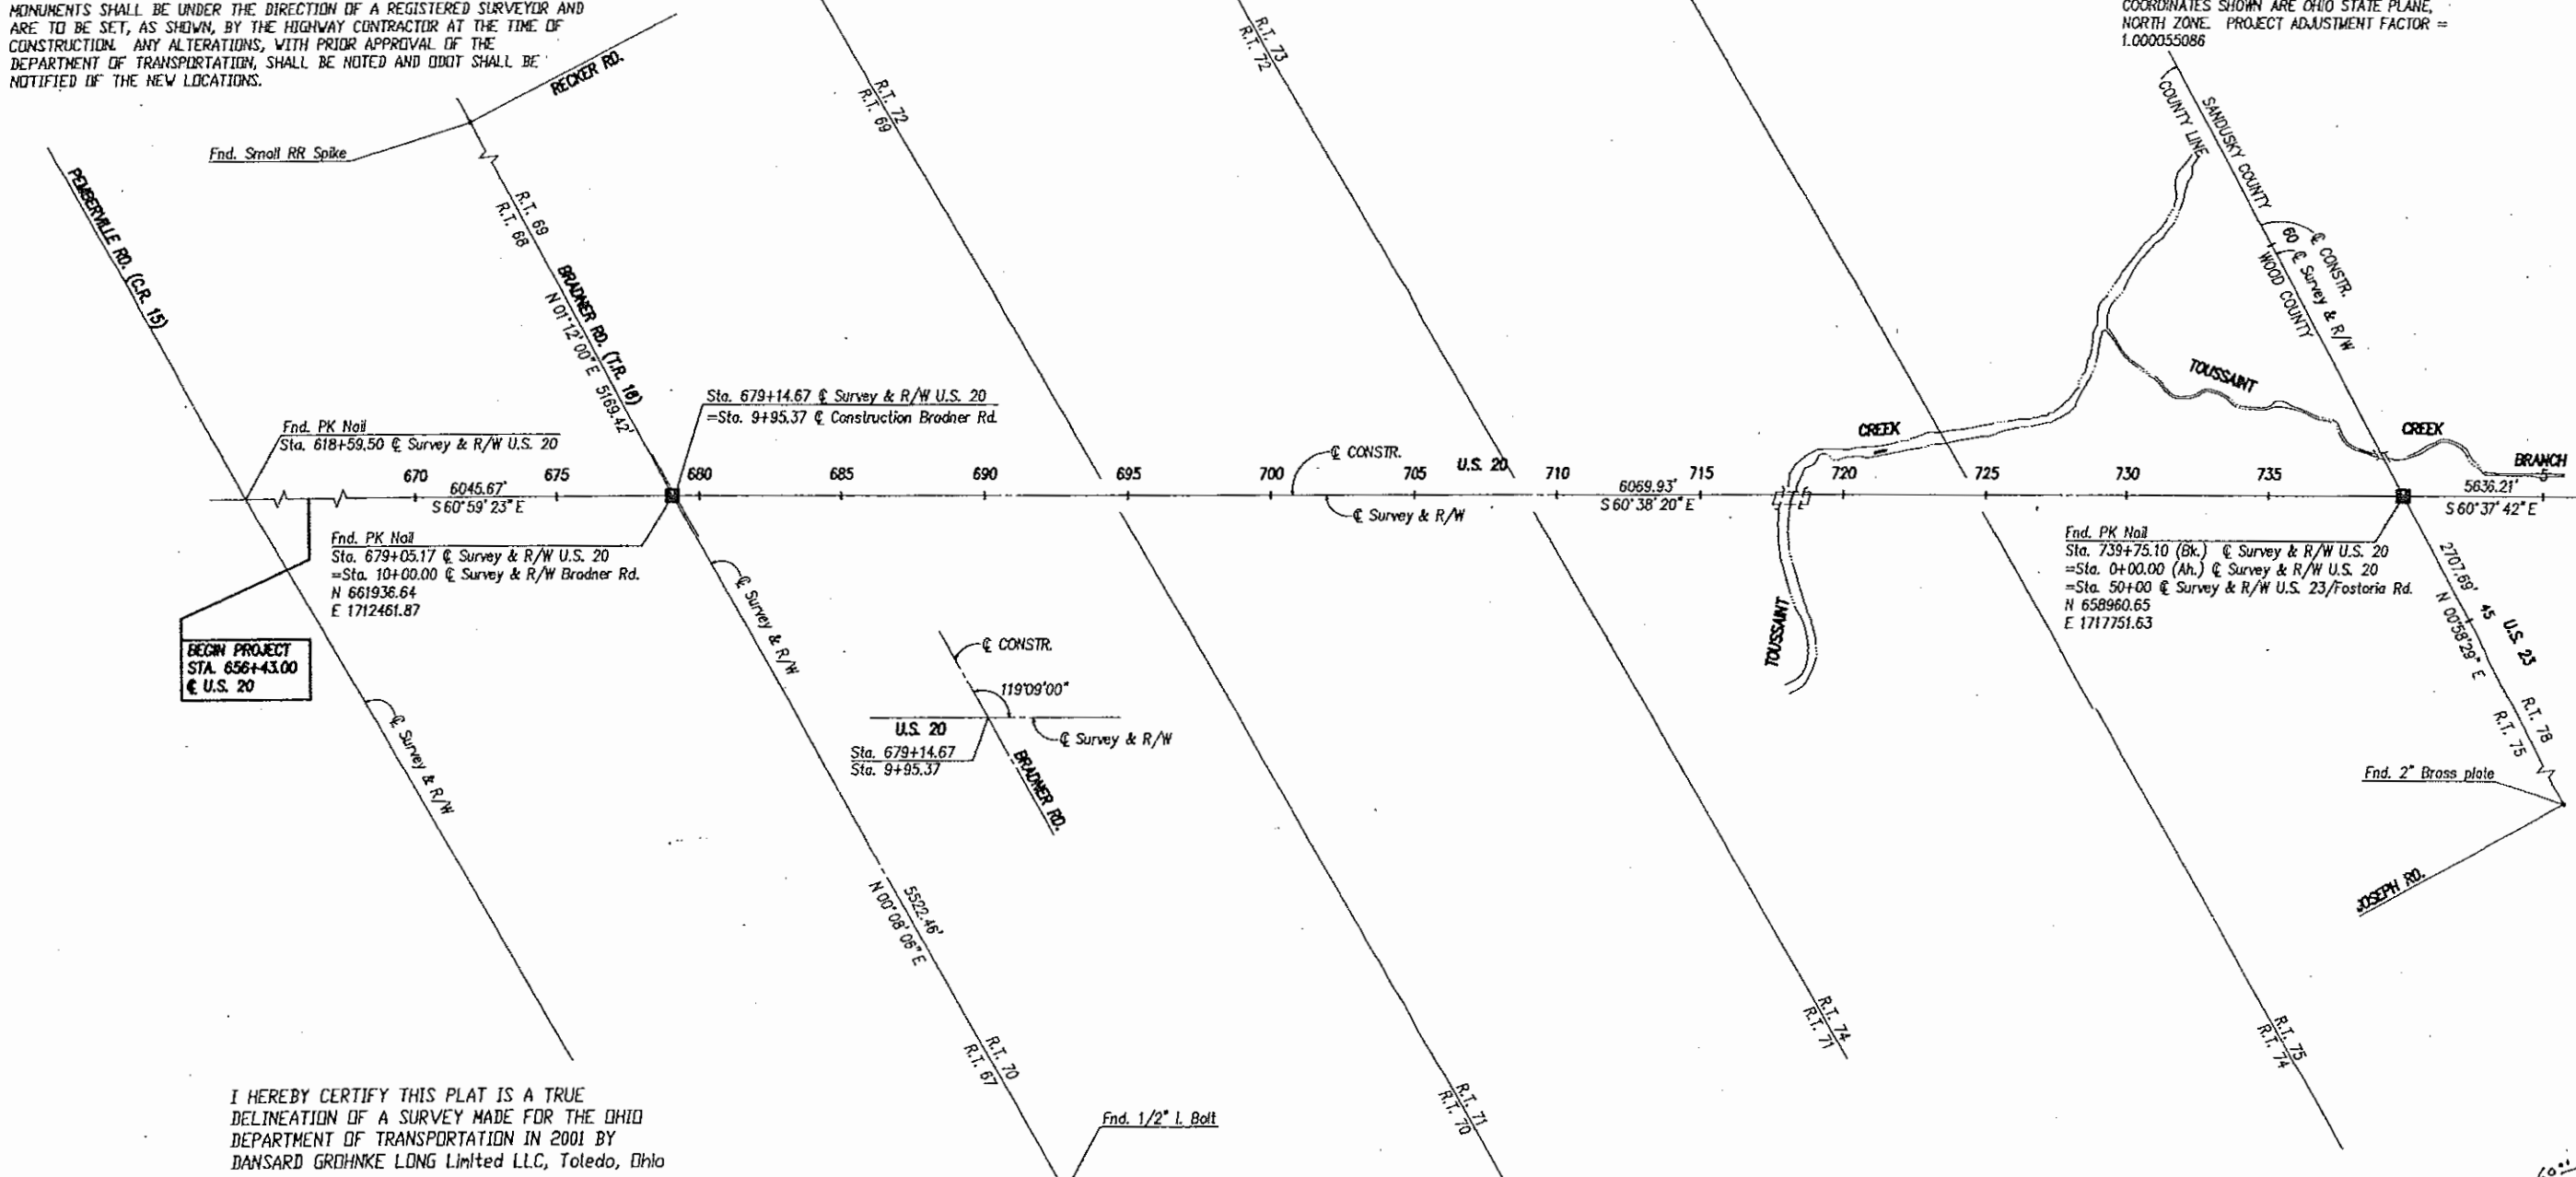 MONUMENTS SHALL BE UNDER THE DIRECTION OF A REGISTERED SURVEYOR AND
ARE TO BE SET, AS SHOWN, BY THE HIGHWAY CONTRACTOR AT THE TIME OF
CONSTRUCTION. ANY ALTERATIONS, WITH PRIOR APPROVAL OF THE
DEPARTMENT OF TRANSPORTATION, SHALL BE NOTED AND ODOT SHALL BE
NOTIFIED OF THE NEW LOCATIONS.
COORDINATES SHOWN ARE OHIO STATE PLANE,
NORTH ZONE. PROJECT ADJUSTMENT FACTOR =
1.000055086
RECKER RD.
Fnd. Small RR Spike
PEMBERVILLE RD. (C.R. 15)
R.T. 69
R.T. 68
BRADNER RD. (T.R. 18)
N 01°12'00" E 5169.42'
R.T. 72
R.T. 69
R.T. 73
R.T. 72
COUNTY LINE
SANDUSKY COUNTY
WOOD COUNTY
60
℄ CONSTR.
℄ Survey & R/W
TOUSSAINT
CREEK
CREEK
BRANCH
Fnd. PK Nail
Sta. 618+59.50 ℄ Survey & R/W U.S. 20
Sta. 679+14.67 ℄ Survey & R/W U.S. 20
=Sta. 9+95.37 ℄ Construction Bradner Rd.
℄ CONSTR.
670 675 680 685 690 695 700 705 U.S. 20 710 715 720 725 730 735 5
6045.67'
S 60°59'23" E
6069.93'
S 60°38'20" E
5636.21'
S 60°37'42" E
℄ Survey & R/W
Fnd. PK Nail
Sta. 679+05.17 ℄ Survey & R/W U.S. 20
=Sta. 10+00.00 ℄ Survey & R/W Bradner Rd.
N 661936.64
E 1712461.87
Fnd. PK Nail
Sta. 739+75.10 (Bk.) ℄ Survey & R/W U.S. 20
=Sta. 0+00.00 (Ah.) ℄ Survey & R/W U.S. 20
=Sta. 50+00 ℄ Survey & R/W U.S. 23/Fostoria Rd.
N 658960.65
E 1717751.63
BEGIN PROJECT
STA. 656+43.00
℄ U.S. 20
℄ Survey & R/W
℄ Survey & R/W
℄ CONSTR.
119°09'00"
U.S. 20
℄ Survey & R/W
Sta. 679+14.67
Sta. 9+95.37
BRADNER RD.
TOUSSAINT
2707.69' 45 U.S. 23
N 00°58'29" E
R.T. 78
R.T. 75
Fnd. 2" Brass plate
JOSEPH RD.
5522.46'
N 00°08'06" E
R.T. 70
R.T. 67
R.T. 71
R.T. 70
R.T. 74
R.T. 71
R.T. 75
R.T. 74
Fnd. 1/2" I. Bolt
I HEREBY CERTIFY THIS PLAT IS A TRUE
DELINEATION OF A SURVEY MADE FOR THE OHIO
DEPARTMENT OF TRANSPORTATION IN 2001 BY
DANSARD GROHNKE LONG Limited LLC, Toledo, Ohio